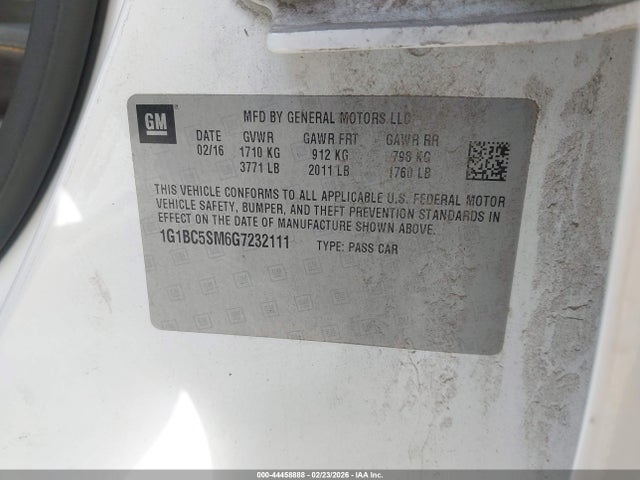 GM
MFD BY GENERAL MOTORS LLC
DATE GVWR GAWR FRT GAWR RR
02/16 1710 KG 912 KG 798 KG
3771 LB 2011 LB 1760 LB
THIS VEHICLE CONFORMS TO ALL APPLICABLE U.S. FEDERAL MOTOR
VEHICLE SAFETY, BUMPER, AND THEFT PREVENTION STANDARDS IN
EFFECT ON THE DATE OF MANUFACTURE SHOWN ABOVE.
1G1BC5SM6G7232111 TYPE: PASS CAR
000-44458888 - 02/23/2026 - IAAI.COM